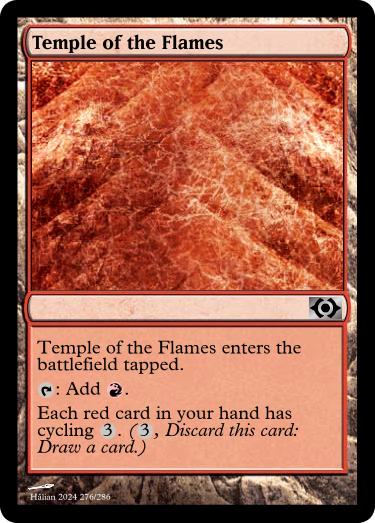 Temple of the Flames
Temple of the Flames enters the
battlefield tapped.
: Add .
Each red card in your hand has
cycling 3. (3, Discard this card:
Draw a card.)
Hálian 2024 276/286